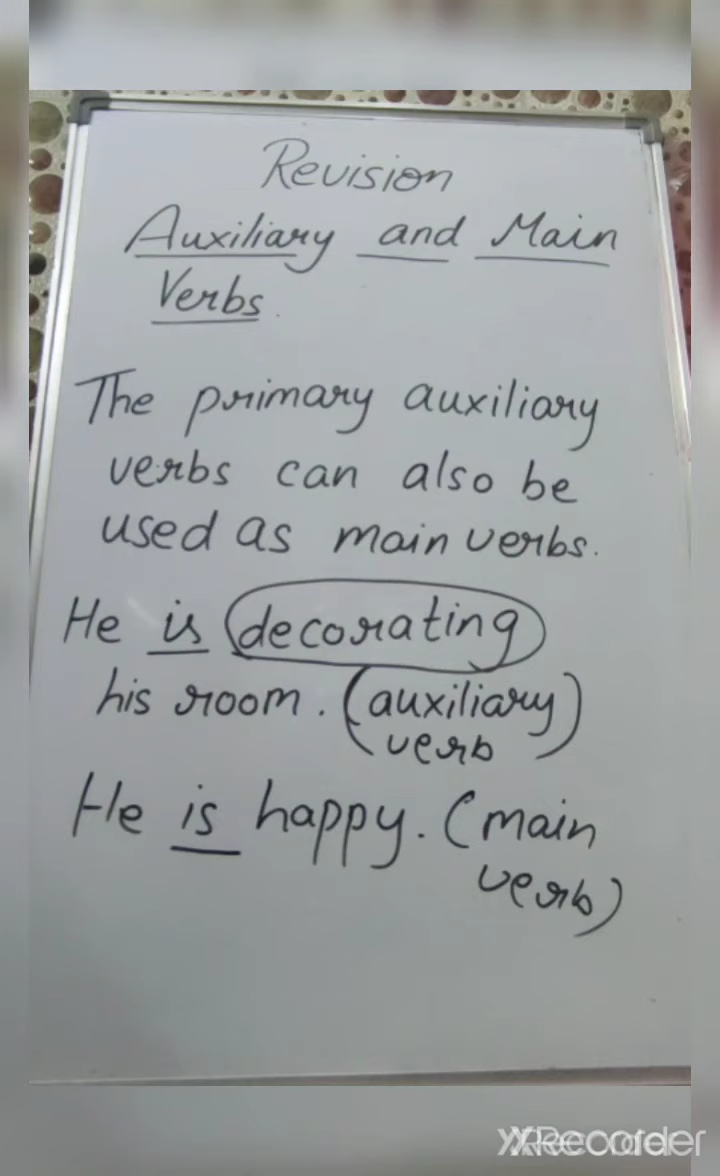 Revision
Auxiliary and Main
Verbs.
The primary auxiliary
verbs can also be
used as main verbs.
He is decorating
his room. (auxiliary
verb)
He is happy. (main
verb)
XRecorder